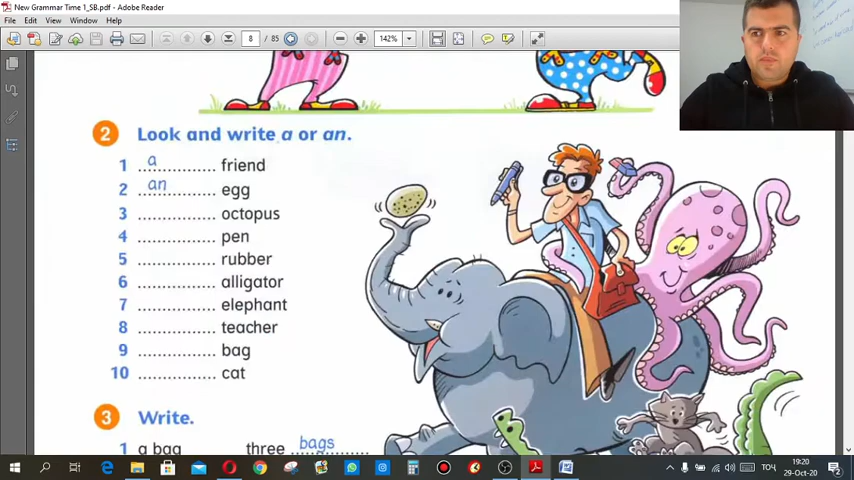 New Grammar Time 1_SB.pdf - Adobe Reader
File Edit View Window Help
8 / 85 142%
2 Look and write a or an.
1 a friend
2 an egg
3 ................ octopus
4 ................ pen
5 ................ rubber
6 ................ alligator
7 ................ elephant
8 ................ teacher
9 ................ bag
10 ................ cat
3 Write.
1 a bag three bags
19:20
ТОҶ
29-Oct-20